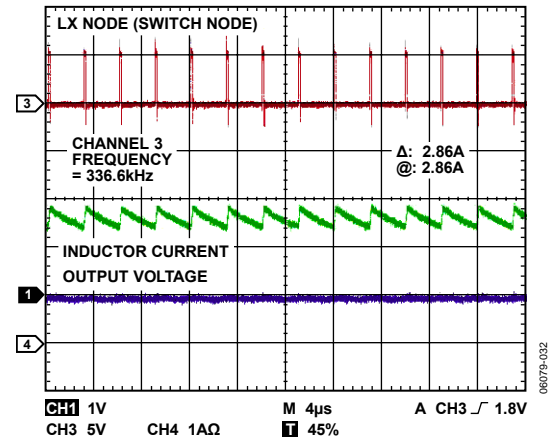 LX NODE (SWITCH NODE)
3
CHANNEL 3
FREQUENCY
= 336.6kHz
Δ: 2.86A
@: 2.86A
INDUCTOR CURRENT
OUTPUT VOLTAGE
1
4
06079-032
CH1 1V
M 4µs
A CH3 1.8V
CH3 5V
CH4 1AΩ
T 45%